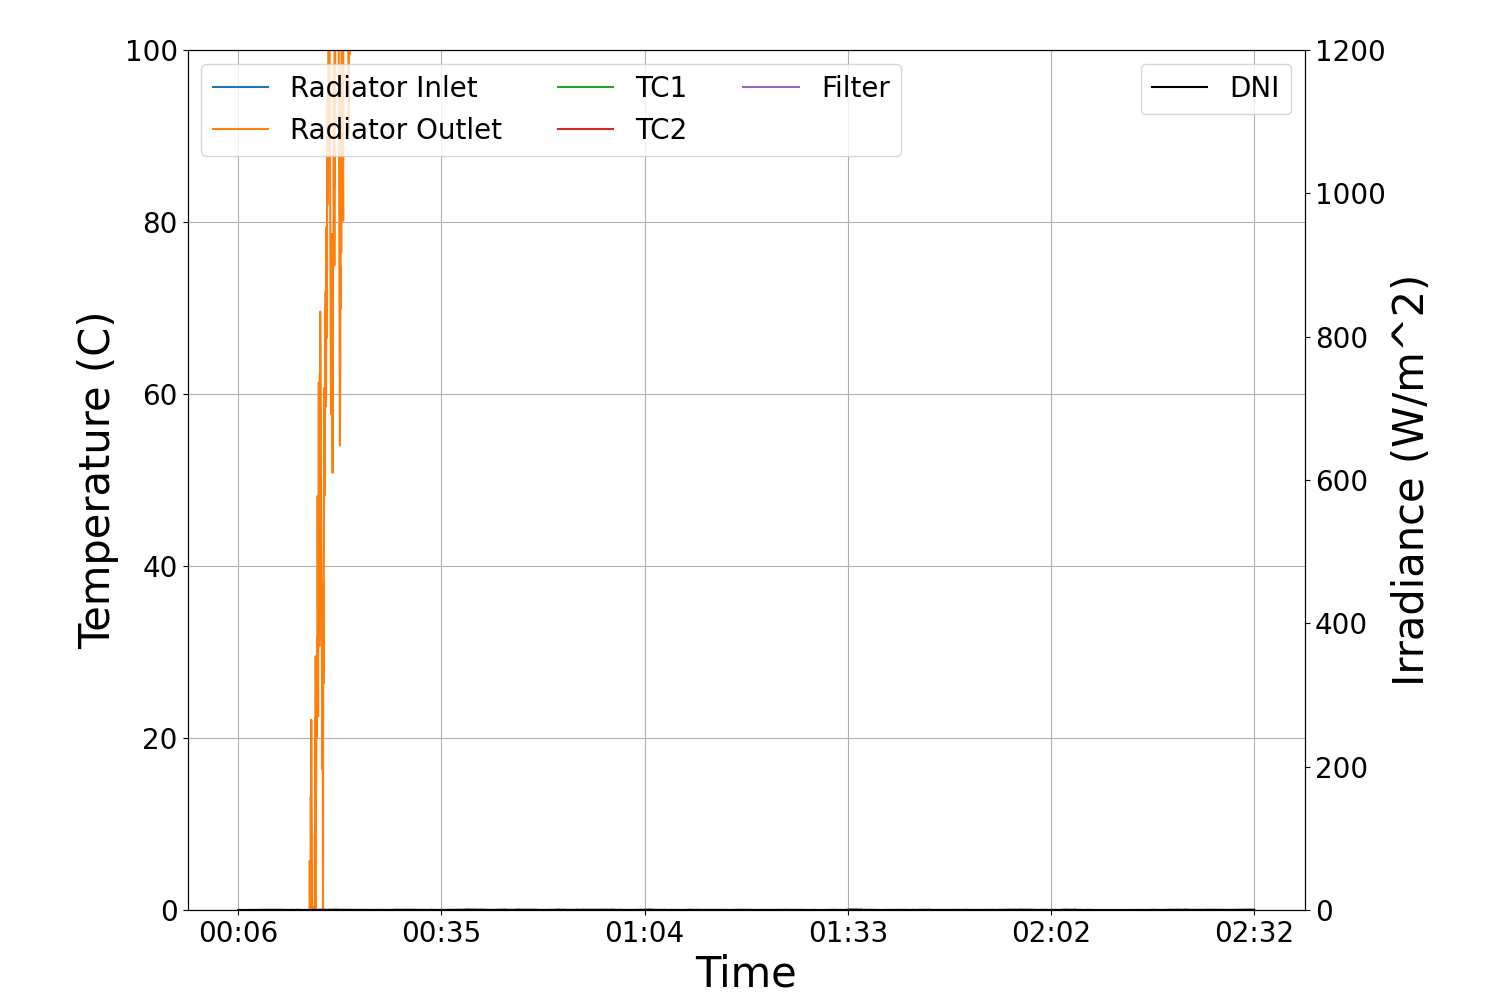 100
80
60
40
20
0
Temperature (C)
Radiator Inlet
Radiator Outlet
TC1
TC2
Filter
DNI
1200
1000
800
600
400
200
0
Irradiance (W/m^2)
00:06 00:35 01:04 01:33 02:02 02:32
Time